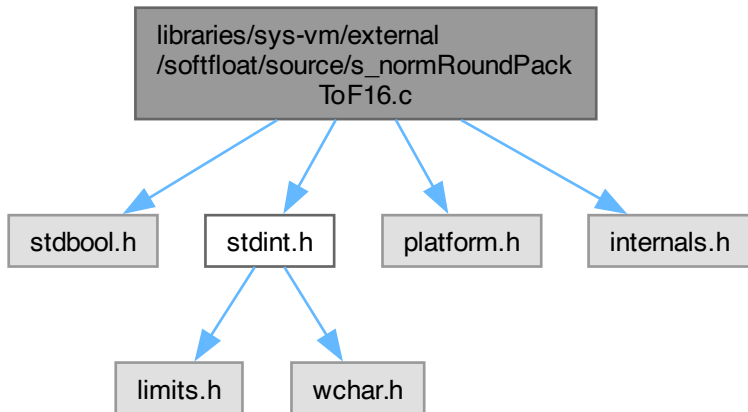 libraries/sys-vm/external
/softfloat/source/s_normRoundPack
ToF16.c
stdbool.h
stdint.h
platform.h
internals.h
limits.h
wchar.h